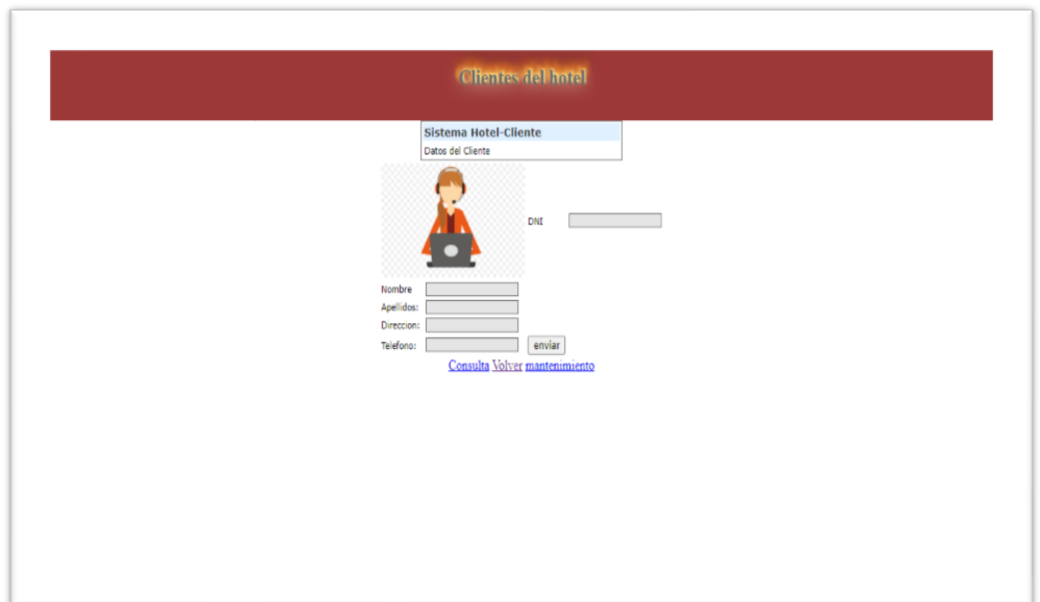 Clientes del hotel
Sistema Hotel-Cliente
Datos del Cliente
DNI
Nombre
Apellidos:
Direccion:
Telefono: enviar
Consulta Volver mantenimiento